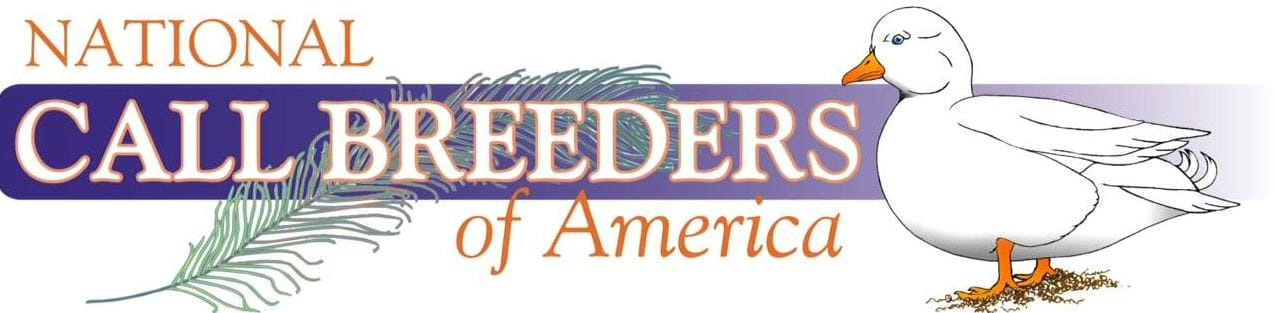 NATIONAL
CALL BREEDERS
of America